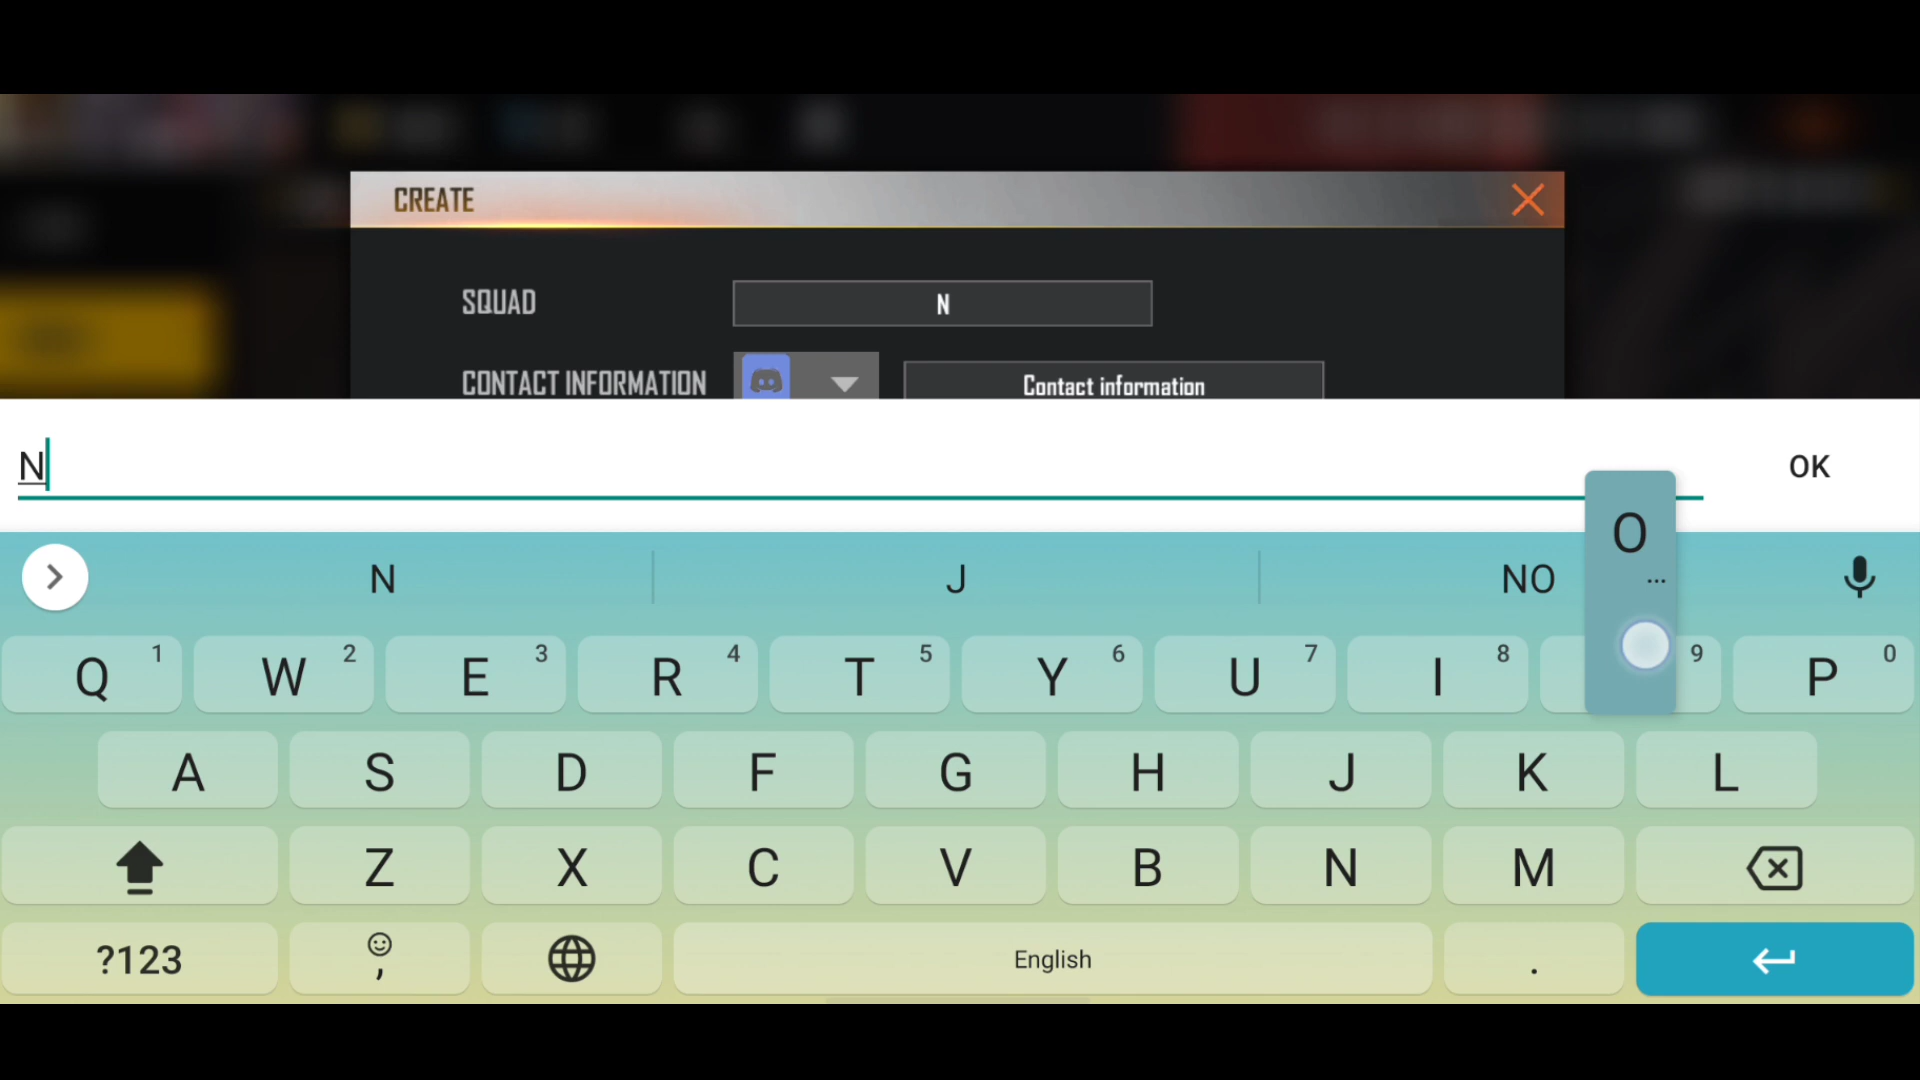 CREATE
SQUAD N
CONTACT INFORMATION Contact information
N OK
O
N J NO ...
Q 1 W 2 E 3 R 4 T 5 Y 6 U 7 I 8 9 P 0
A S D F G H J K L
Z X C V B N M
?123 , English .